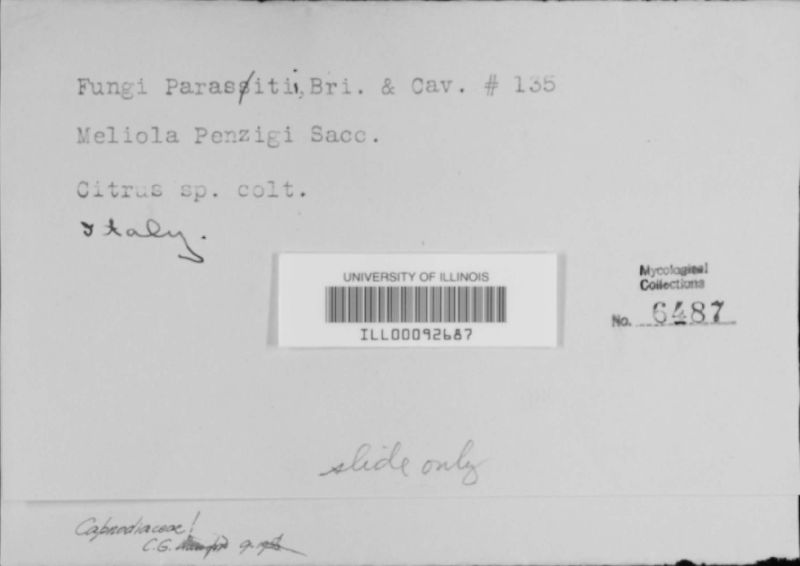 Fungi Parasiti, Bri. & Cav. # 135
Meliola Penzigi Sacc.
Citrus sp. colt.
Italy.
UNIVERSITY OF ILLINOIS
ILL00092687
Mycological
Collections
No. 6487
slide only
Capnodiaceae!
C.G.